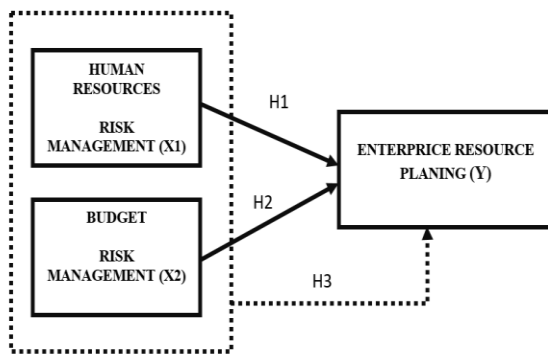 HUMAN
RESOURCES
RISK
MANAGEMENT (X1)
H1
ENTERPRICE RESOURCE
PLANING (Y)
H2
BUDGET
RISK
MANAGEMENT (X2)
H3